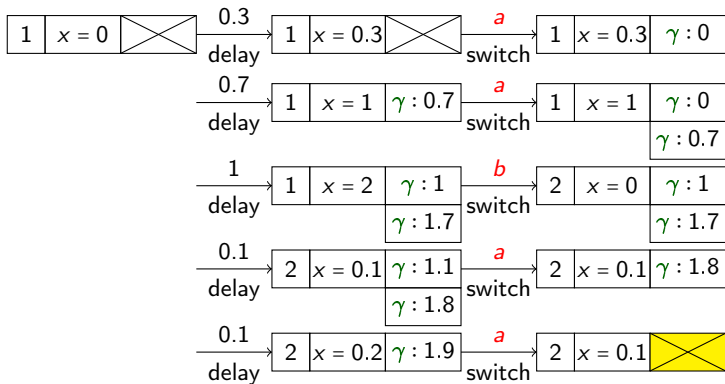 1 x = 0 0.3 delay 1 x = 0.3 a switch 1 x = 0.3 γ : 0
0.7 delay 1 x = 1 γ : 0.7 a switch 1 x = 1 γ : 0
γ : 0.7
1 delay 1 x = 2 γ : 1 b switch 2 x = 0 γ : 1
γ : 1.7 γ : 1.7
0.1 delay 2 x = 0.1 γ : 1.1 a switch 2 x = 0.1 γ : 1.8
γ : 1.8
0.1 delay 2 x = 0.2 γ : 1.9 a switch 2 x = 0.1